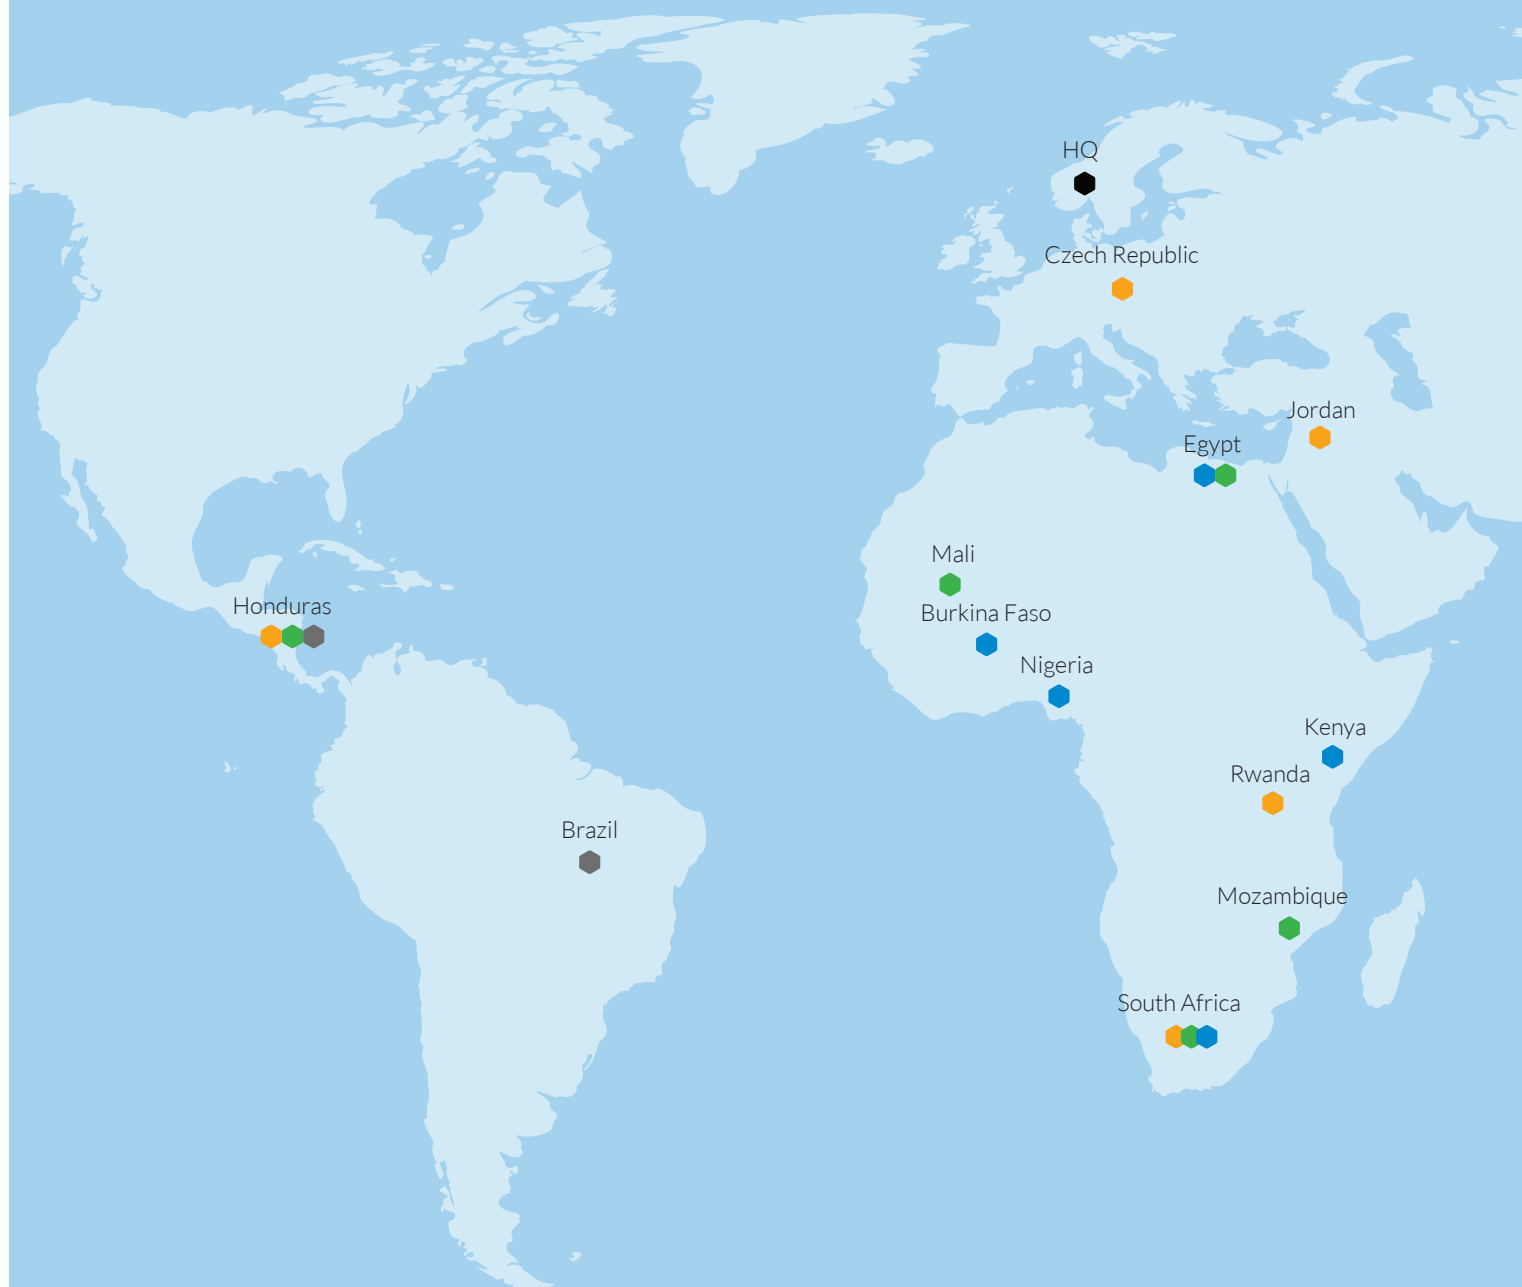 HQ
Czech Republic
Jordan
Egypt
Mali
Honduras
Burkina Faso
Nigeria
Kenya
Rwanda
Brazil
Mozambique
South Africa